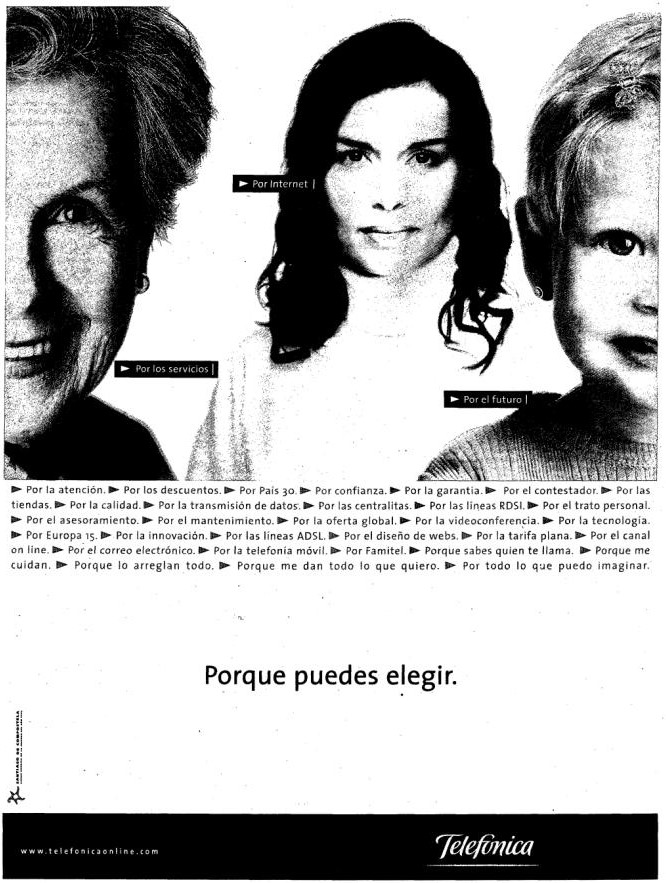 ► Por Internet |
► Por los servicios |
► Por el futuro |
► Por la atención. ► Por los descuentos. ► Por País 30. ► Por confianza. ► Por la garantia. ► Por el contestador. ► Por las
tiendas. ► Por la calidad. ► Por la transmisión de datos. ► Por las centralitas. ► Por las líneas RDSI. ► Por el trato personal.
► Por el asesoramiento. ► Por el mantenimiento. ► Por la oferta global. ► Por la videoconferencia. ► Por la tecnología.
► Por Europa 15. ► Por la innovación. ► Por las líneas ADSL. ► Por el diseño de webs. ► Por la tarifa plana. ► Por el canal
on line. ► Por el correo electrónico. ► Por la telefonía móvil. ► Por Famitel. ► Porque sabes quien te llama. ► Porque me
cuidan. ► Porque lo arreglan todo. ► Porque me dan todo lo que quiero. ► Por todo lo que puedo imaginar.
Porque puedes elegir.
SANTIAGO DE COMPOSTELA
www.telefonicaonline.com
Telefónica